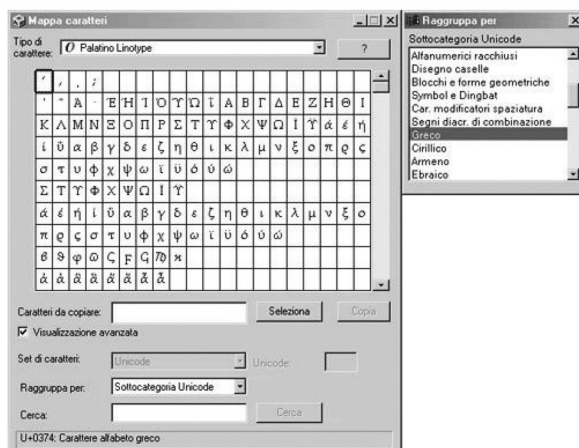 Mappa caratteri
Tipo di carattere: Palatino Linotype ?
ʹ ͵ ͺ ;
΄ ΅ Ά · Έ Ή Ί Ό Ύ Ώ ΐ Α Β Γ Δ Ε Ζ Η Θ Ι
Κ Λ Μ Ν Ξ Ο Π Ρ Σ Τ Υ Φ Χ Ψ Ω Ϊ Ϋ ά έ ή
ί ΰ α β γ δ ε ζ η θ ι κ λ μ ν ξ ο π ρ ς
σ τ υ φ χ ψ ω ϊ ϋ ό ύ ώ
Σ Τ Υ Φ Χ Ψ Ω Ϊ Ϋ
ά έ ή ί ΰ α β γ δ ε ζ η θ ι κ λ μ ν ξ ο
π ρ ς σ τ υ φ χ ψ ω ϊ ϋ ό ύ ώ
Caratteri da copiare: Seleziona Copia
Visualizzazione avanzata
Set di caratteri: Unicode Unicode:
Raggruppa per: Sottocategoria Unicode
Cerca: Cerca
U+0374: Carattere alfabeto greco
Raggruppa per
Sottocategoria Unicode
Alfanumerici racchiusi
Disegno caselle
Blocchi e forme geometriche
Symbol e Dingbat
Car. modificatori spaziatura
Segni diacr. di combinazione
Greco
Cirillico
Armeno
Ebraico